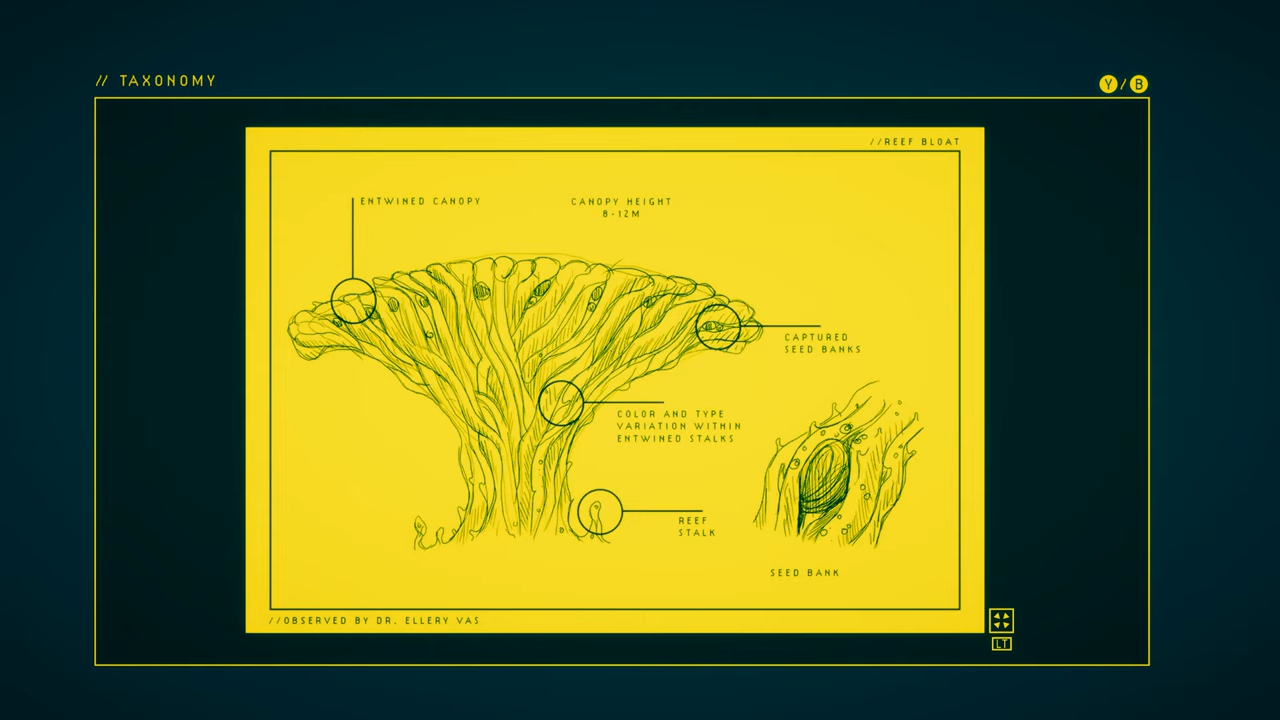 // TAXONOMY
Y / B
//REEF BLOAT
ENTWINED CANOPY
CANOPY HEIGHT
8-12M
CAPTURED
SEED BANKS
COLOR AND TYPE
VARIATION WITHIN
ENTWINED STALKS
REEF
STALK
SEED BANK
//OBSERVED BY DR. ELLERY VAS
LT